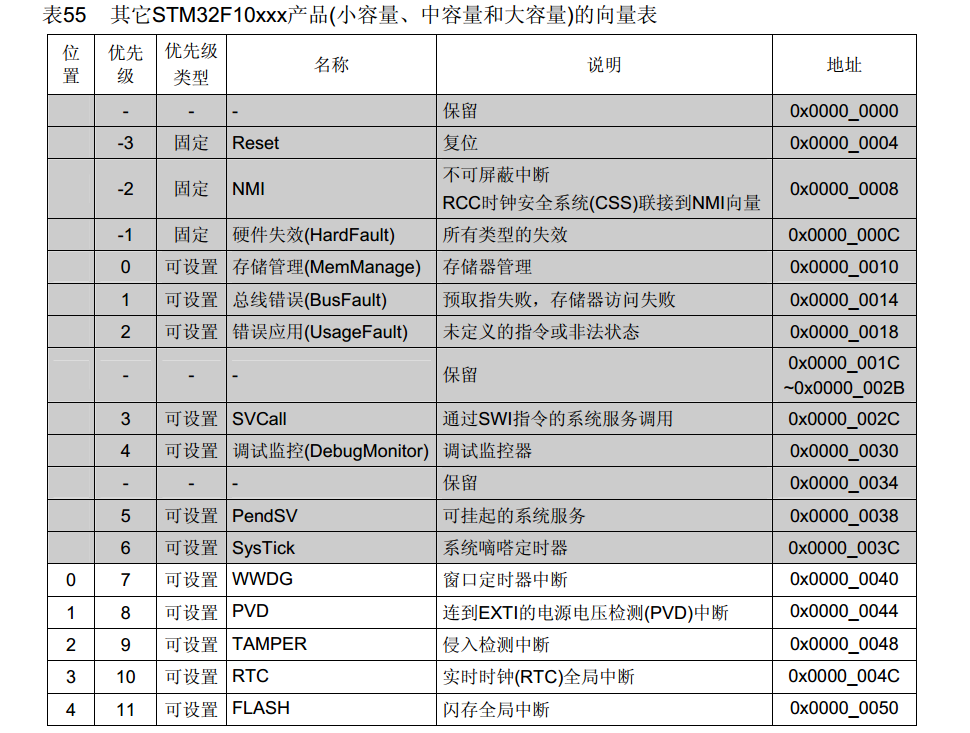 表55 其它STM32F10xxx产品(小容量、中容量和大容量)的向量表
位置 优先级 优先级类型 名称 说明 地址
- - - 保留 0x0000_0000
-3 固定 Reset 复位 0x0000_0004
-2 固定 NMI 不可屏蔽中断 RCC时钟安全系统(CSS)联接到NMI向量 0x0000_0008
-1 固定 硬件失效(HardFault) 所有类型的失效 0x0000_000C
0 可设置 存储管理(MemManage) 存储器管理 0x0000_0010
1 可设置 总线错误(BusFault) 预取指失败，存储器访问失败 0x0000_0014
2 可设置 错误应用(UsageFault) 未定义的指令或非法状态 0x0000_0018
- - - 保留 0x0000_001C ~0x0000_002B
3 可设置 SVCall 通过SWI指令的系统服务调用 0x0000_002C
4 可设置 调试监控(DebugMonitor) 调试监控器 0x0000_0030
- - - 保留 0x0000_0034
5 可设置 PendSV 可挂起的系统服务 0x0000_0038
6 可设置 SysTick 系统嘀嗒定时器 0x0000_003C
0 7 可设置 WWDG 窗口定时器中断 0x0000_0040
1 8 可设置 PVD 连到EXTI的电源电压检测(PVD)中断 0x0000_0044
2 9 可设置 TAMPER 侵入检测中断 0x0000_0048
3 10 可设置 RTC 实时时钟(RTC)全局中断 0x0000_004C
4 11 可设置 FLASH 闪存全局中断 0x0000_0050